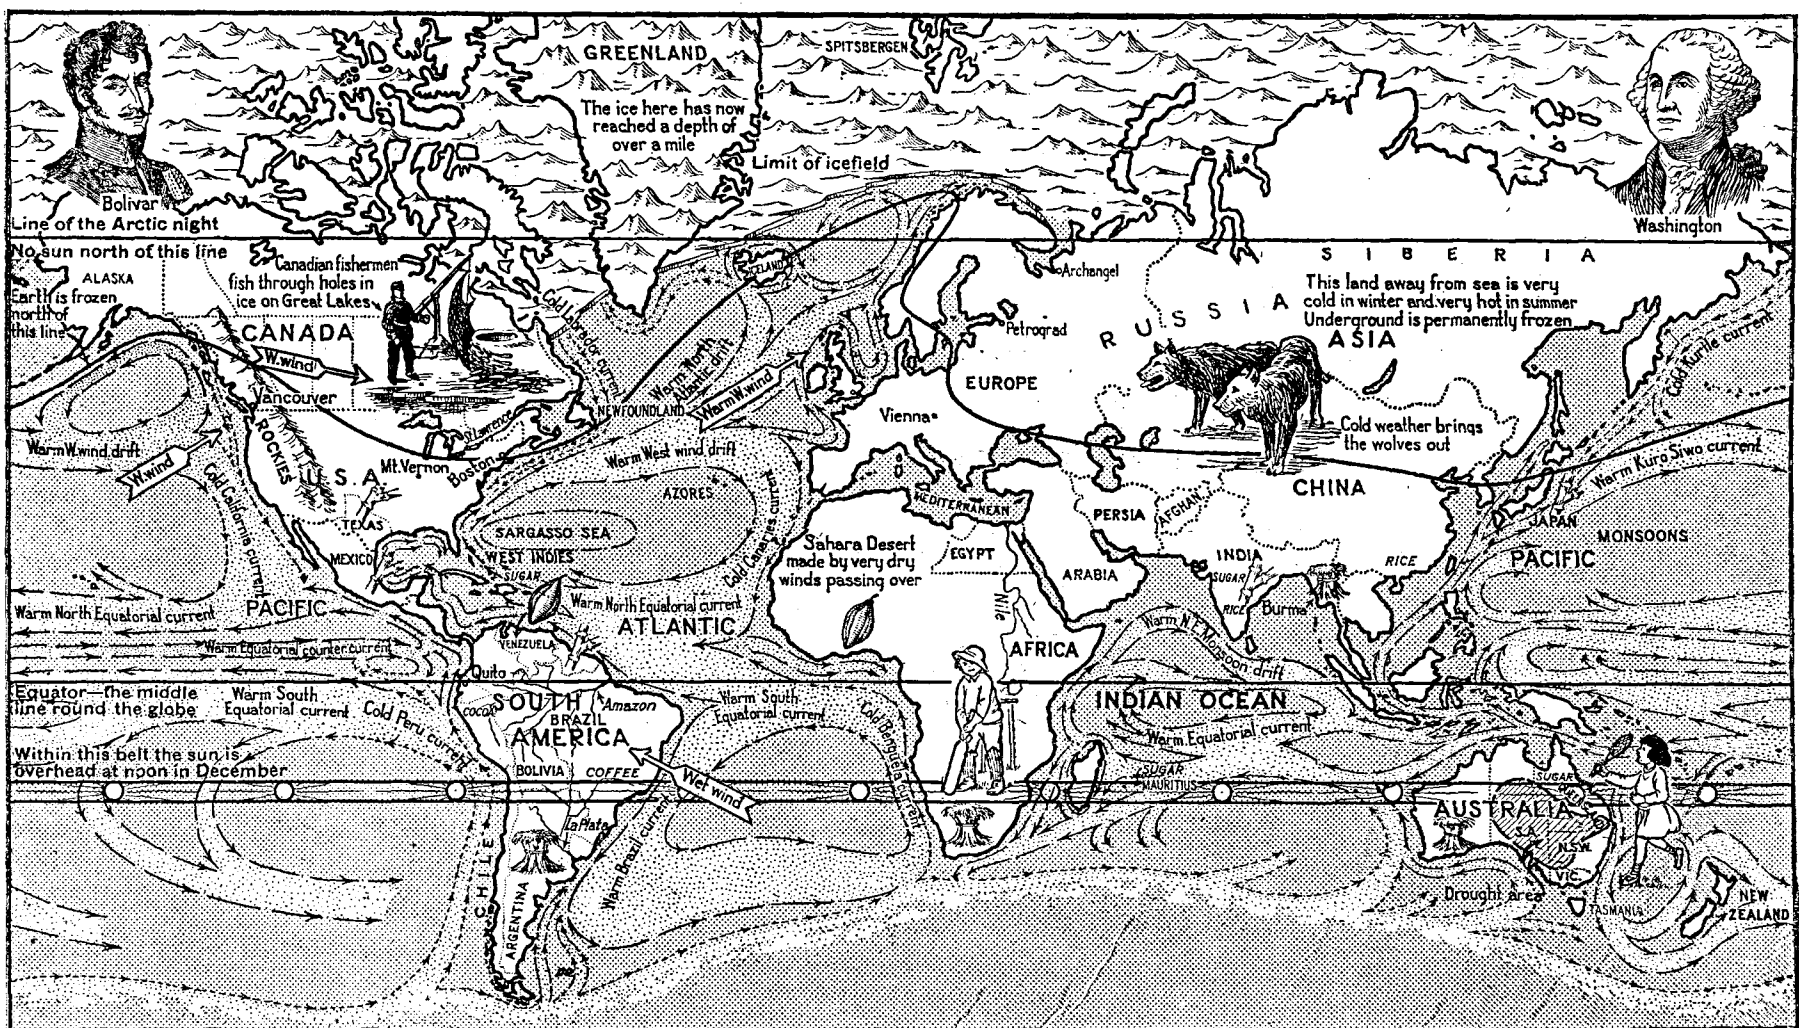 GREENLAND
SPITSBERGEN
The ice here has now
reached a depth of
over a mile
Limit of icefield
Bolivar
Washington
Line of the Arctic night
No sun north of this line
ALASKA
Earth is frozen
north of
this line
Canadian fishermen
fish through holes in
ice on Great Lakes
CANADA
W. wind
Vancouver
ROCKIES
Cold Labrador current
ICELAND
Warm North
Atlantic drift
Warm W. wind
NEWFOUNDLAND
St. Lawrence
Archangel
Petrograd
RUSSIA
SIBERIA
This land away from sea is very
cold in winter and very hot in summer
Underground is permanently frozen
ASIA
Cold Kurile current
EUROPE
Vienna
Cold weather brings
the wolves out
Warm W. wind drift
W. wind
Cold California current
U.S.A.
Mt. Vernon
Boston
TEXAS
MEXICO
Warm West wind drift
AZORES
SARGASSO SEA
WEST INDIES
SUGAR
Cold Canaries current
MEDITERRANEAN
Sahara Desert
made by very dry
winds passing over
EGYPT
Nile
ARABIA
PERSIA
AFGHAN
CHINA
INDIA
SUGAR
RICE
Burma
RICE
JAPAN
Warm Kuro Siwo current
MONSOONS
PACIFIC
Warm North Equatorial current
PACIFIC
Warm Equatorial counter current
Warm North Equatorial current
ATLANTIC
VENEZUELA
Quito
AFRICA
Warm N.E. Monsoon drift
Equator—the middle
line round the globe
Warm South
Equatorial current
Cold Peru current
COCOA
SOUTH
AMERICA
BRAZIL
Amazon
Warm South
Equatorial current
Cold Benguela current
INDIAN OCEAN
Warm Equatorial current
Within this belt the sun is
overhead at noon in December
BOLIVIA
COFFEE
Wet wind
La Plata
CHILE
ARGENTINA
Warm Brazil current
SUGAR
MAURITIUS
AUSTRALIA
SUGAR
S.A.
N.S.W.
VIC.
Drought area
TASMANIA
NEW
ZEALAND